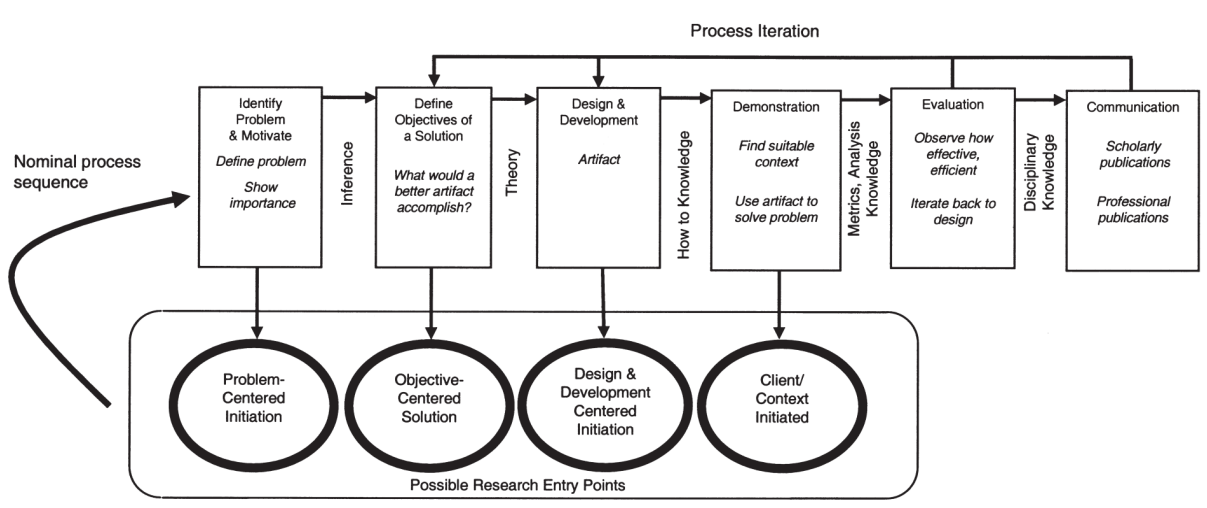 Process Iteration
Nominal process
sequence
Identify
Problem
& Motivate
Define problem
Show
importance
Inference
Define
Objectives of
a Solution
What would a
better artifact
accomplish?
Theory
Design &
Development
Artifact
How to Knowledge
Demonstration
Find suitable
context
Use artifact to
solve problem
Metrics, Analysis
Knowledge
Evaluation
Observe how
effective,
efficient
Iterate back to
design
Disciplinary
Knowledge
Communication
Scholarly
publications
Professional
publications
Problem-
Centered
Initiation
Objective-
Centered
Solution
Design &
Development
Centered
Initiation
Client/
Context
Initiated
Possible Research Entry Points